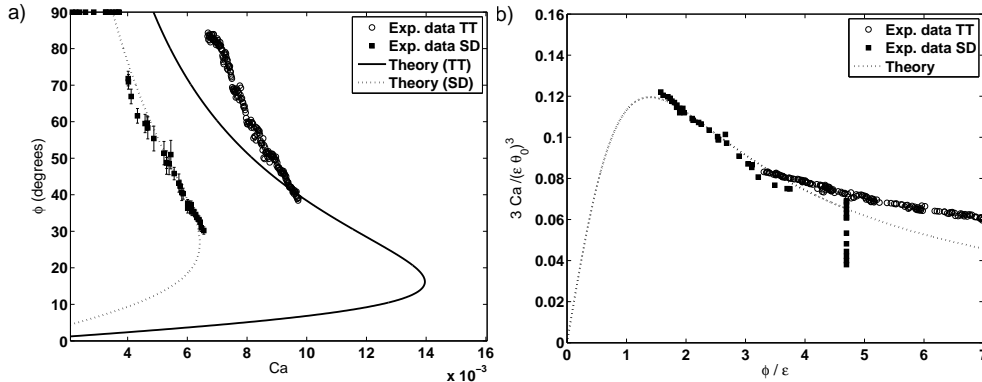 a)
90
80
70
60
50
40
30
20
10
0
φ (degrees)
4 6 8 10 12 14 16
Ca
x 10⁻³
Exp. data TT
Exp. data SD
Theory (TT)
Theory (SD)
b)
0.16
0.14
0.12
0.10
0.08
0.06
0.04
0.02
0
3 Ca /(ε θ₀)³
0 1 2 3 4 5 6 7
φ / ε
Exp. data TT
Exp. data SD
Theory